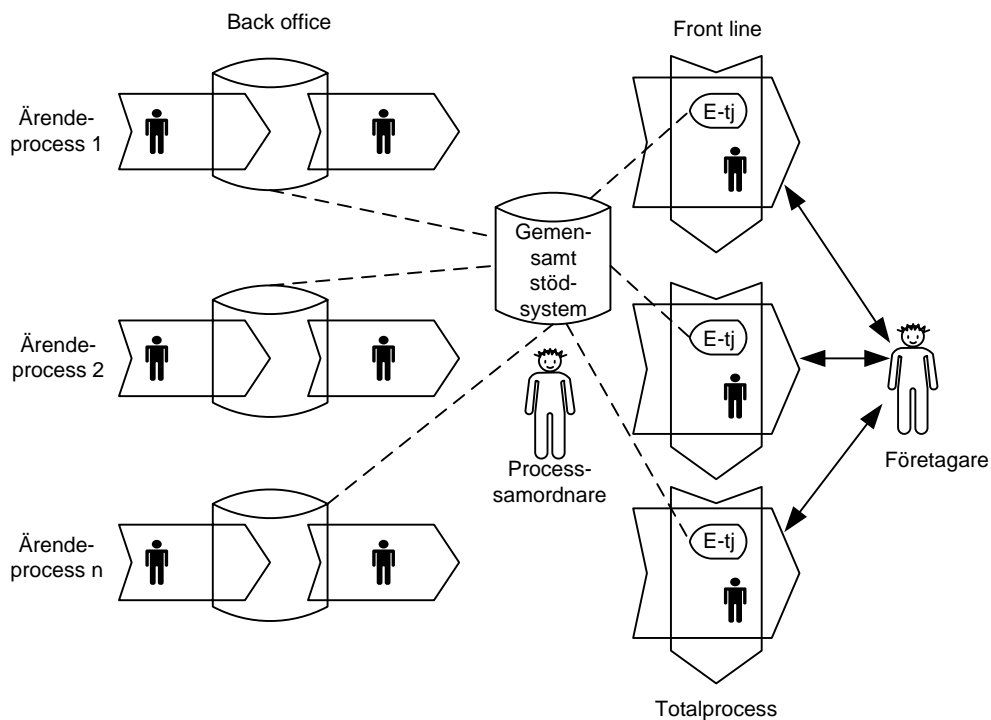 Back office
Front line
Ärende-
process 1
E-tj
Gemen-
samt
stöd-
system
Ärende-
process 2
E-tj
Process-
samordnare
Företagare
Ärende-
process n
E-tj
Totalprocess